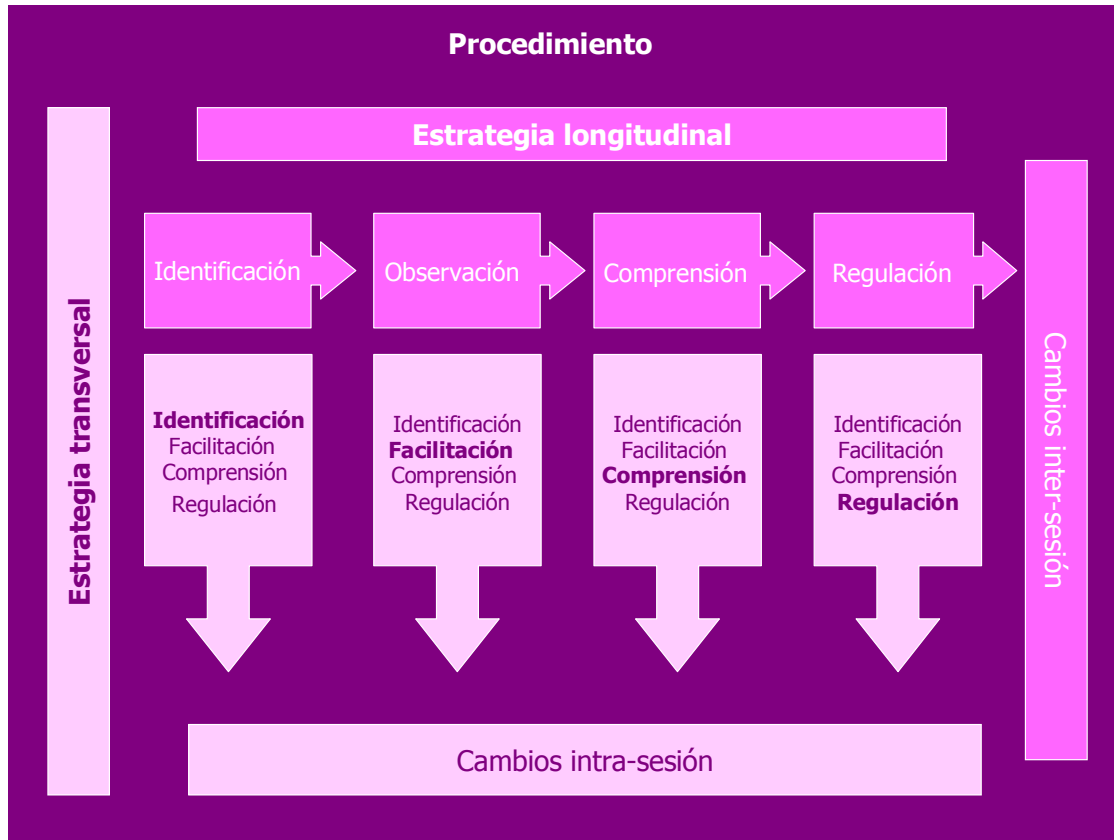 Procedimiento
Estrategia longitudinal
Estrategia transversal
Identificación
Observación
Comprensión
Regulación
Identificación
Facilitación
Comprensión
Regulación
Identificación
Facilitación
Comprensión
Regulación
Identificación
Facilitación
Comprensión
Regulación
Identificación
Facilitación
Comprensión
Regulación
Cambios inter-sesión
Cambios intra-sesión